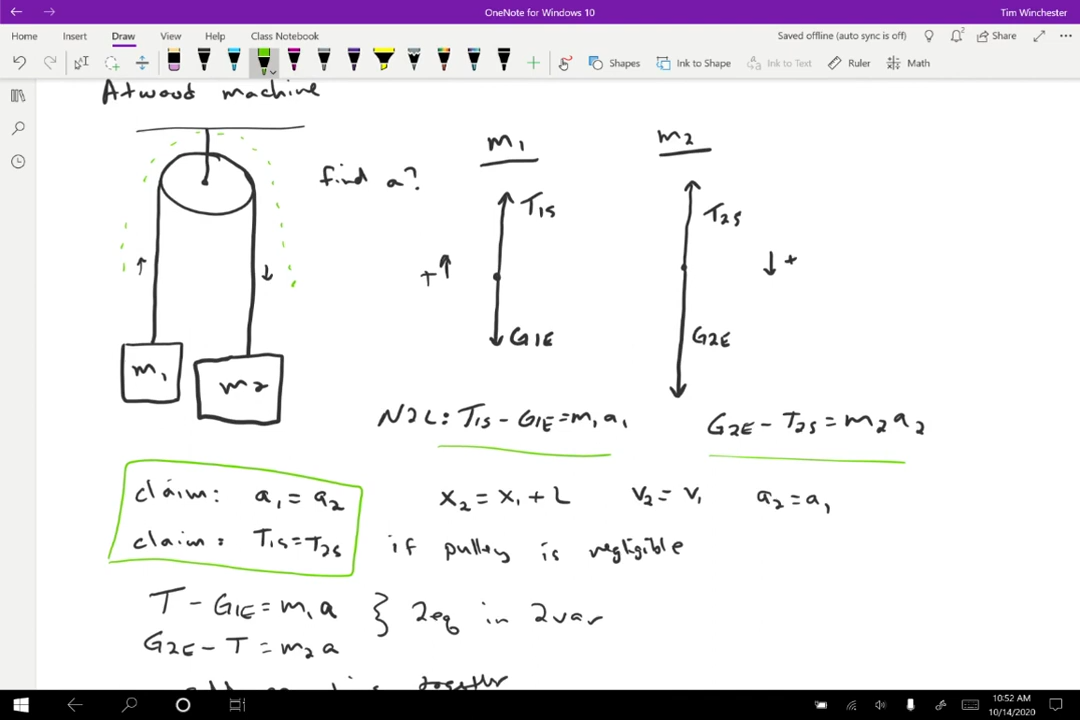 OneNote for Windows 10
Tim Winchester
Home Insert Draw View Help Class Notebook
Saved offline (auto sync is off) Share
Shapes Ink to Shape Ink to Text Ruler Math
Atwood machine
find a?
m1
m2
T1S
T2S
+
+
G1E
G2E
m1
m2
N2L: T1S - G1E = m1 a1
G2E - T2S = m2 a2
claim: a1 = a2
x2 = x1 + L v2 = v1 a2 = a1
claim: T1S = T2S if pulley is negligible
T - G1E = m1 a } 2eq in 2var
G2E - T = m2 a
together
10:52 AM
10/14/2020